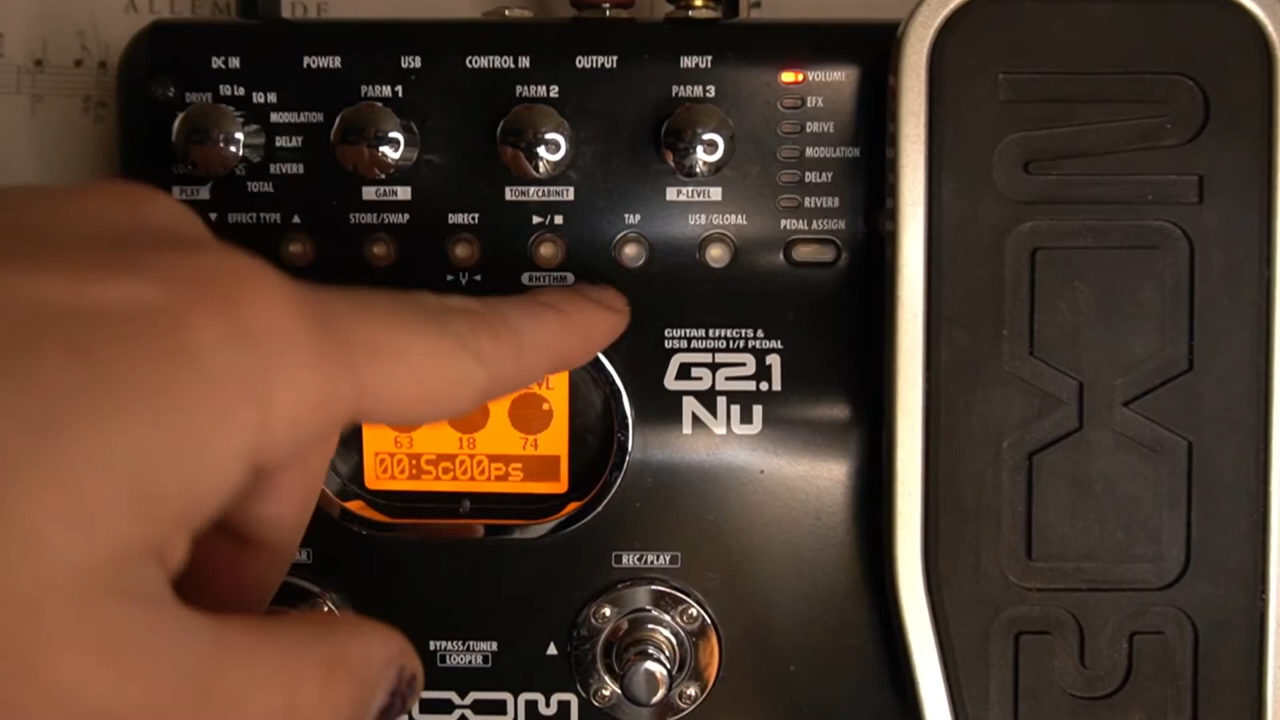 ALLEM DE
DC IN POWER USB CONTROL IN OUTPUT INPUT
VOLUME
EFX
DRIVE
MODULATION
DELAY
REVERB
PEDAL ASSIGN
DRIVE EQ Lo EQ Hi
MODULATION
DELAY
REVERB
TOTAL
PLAY
PARM 1 PARM 2 PARM 3
GAIN TONE/CABINET P-LEVEL
▼ EFFECT TYPE ▲ STORE/SWAP DIRECT ►/■ TAP USB/GLOBAL
RHYTHM
GUITAR EFFECTS &
USB AUDIO I/F PEDAL
G2.1
Nu
63 18 74
00:Sc00ps
REC/PLAY
BYPASS/TUNER
LOOPER
▲
ZOOM